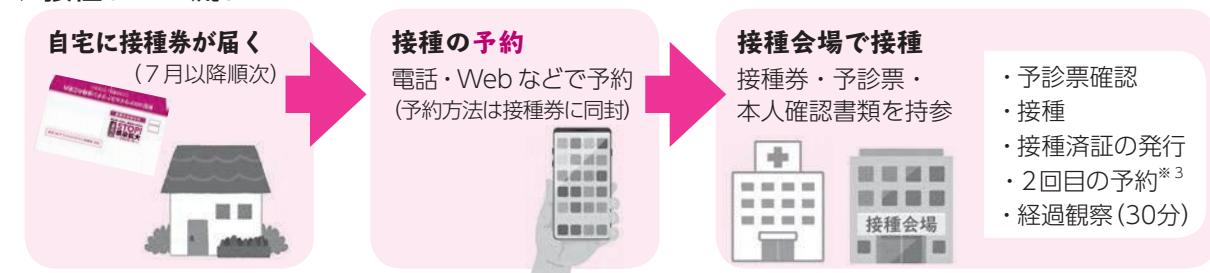 自宅に接種券が届く
(7月以降順次)
STOP
接種の予約
電話・Web などで予約
(予約方法は接種券に同封)
接種会場で接種
接種券・予診票・
本人確認書類を持参
接種会場
・予診票確認
・接種
・接種済証の発行
・2回目の予約※3
・経過観察(30分)